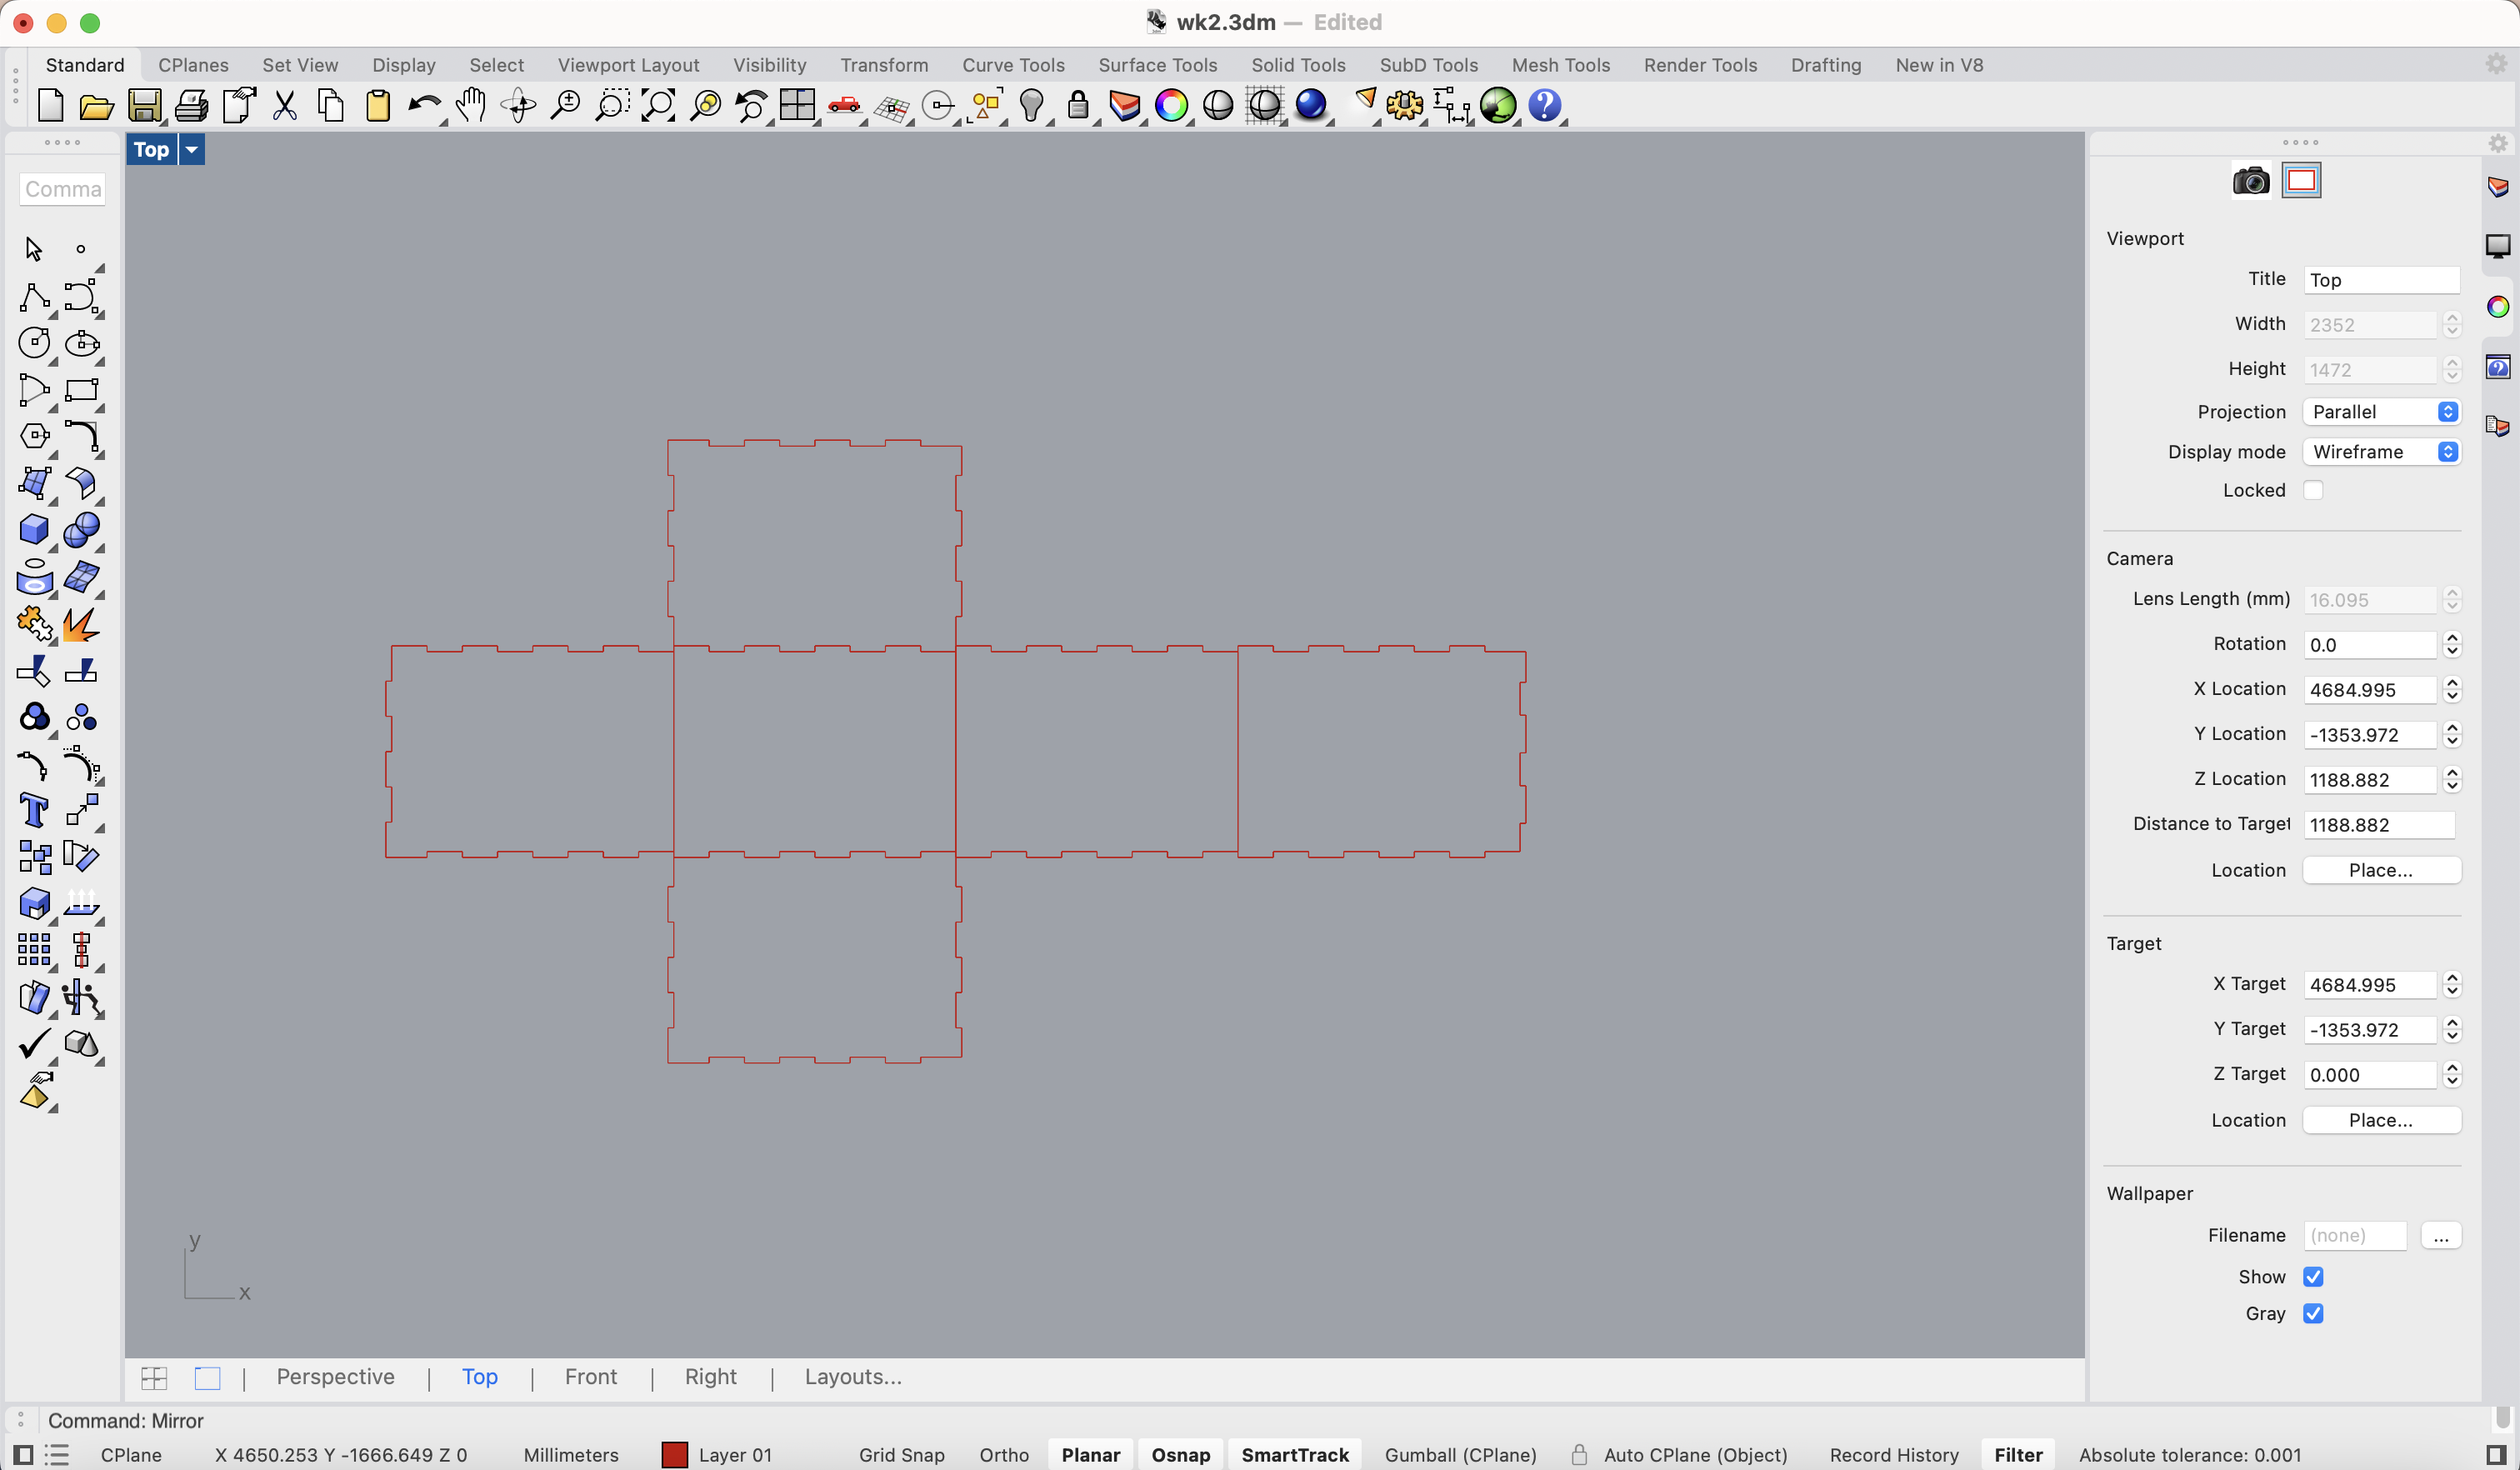 wk2.3dm — Edited
Standard CPlanes Set View Display Select Viewport Layout Visibility Transform Curve Tools Surface Tools Solid Tools SubD Tools Mesh Tools Render Tools Drafting New in V8
Top
Comma
Viewport
Title Top
Width 2352
Height 1472
Projection Parallel
Display mode Wireframe
Locked
Camera
Lens Length (mm) 16.095
Rotation 0.0
X Location 4684.995
Y Location -1353.972
Z Location 1188.882
Distance to Target 1188.882
Location Place...
Target
X Target 4684.995
Y Target -1353.972
Z Target 0.000
Location Place...
Wallpaper
Filename (none) ...
Show
Gray
y
x
Perspective | Top | Front | Right | Layouts...
Command: Mirror
CPlane X 4650.253 Y -1666.649 Z 0 Millimeters Layer 01 Grid Snap Ortho Planar Osnap SmartTrack Gumball (CPlane) Auto CPlane (Object) Record History Filter Absolute tolerance: 0.001